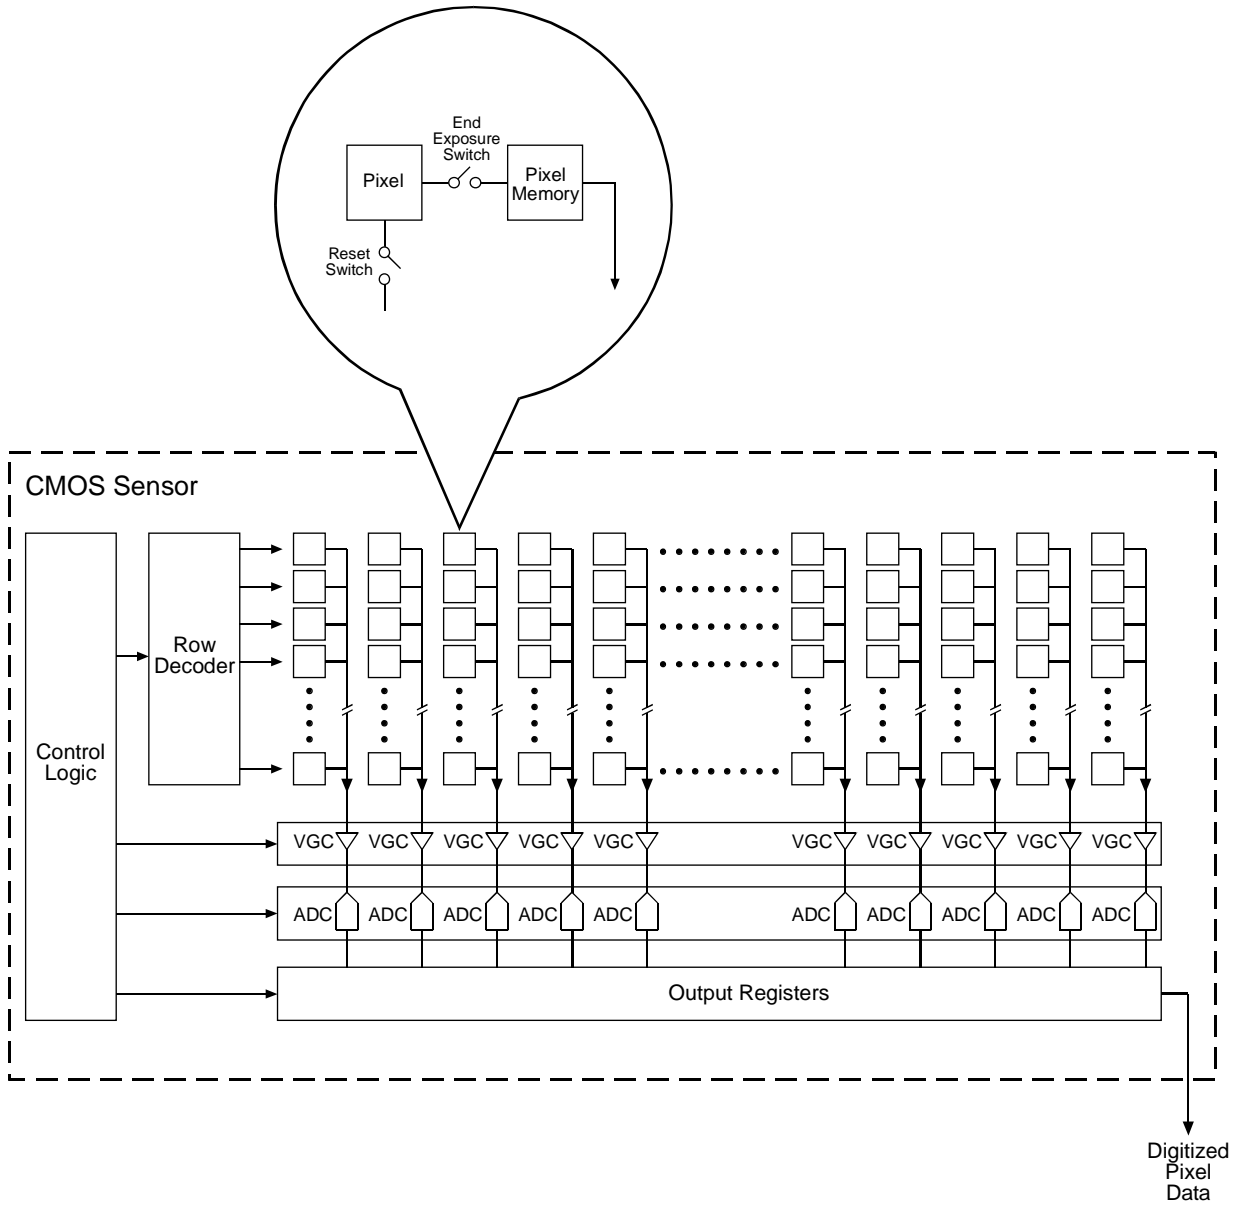 End
Exposure
Switch
Pixel
Pixel
Memory
Reset
Switch
CMOS Sensor
Row
Decoder
Control
Logic
VGC VGC VGC VGC VGC VGC VGC VGC VGC VGC
ADC ADC ADC ADC ADC ADC ADC ADC ADC ADC
Output Registers
Digitized
Pixel
Data